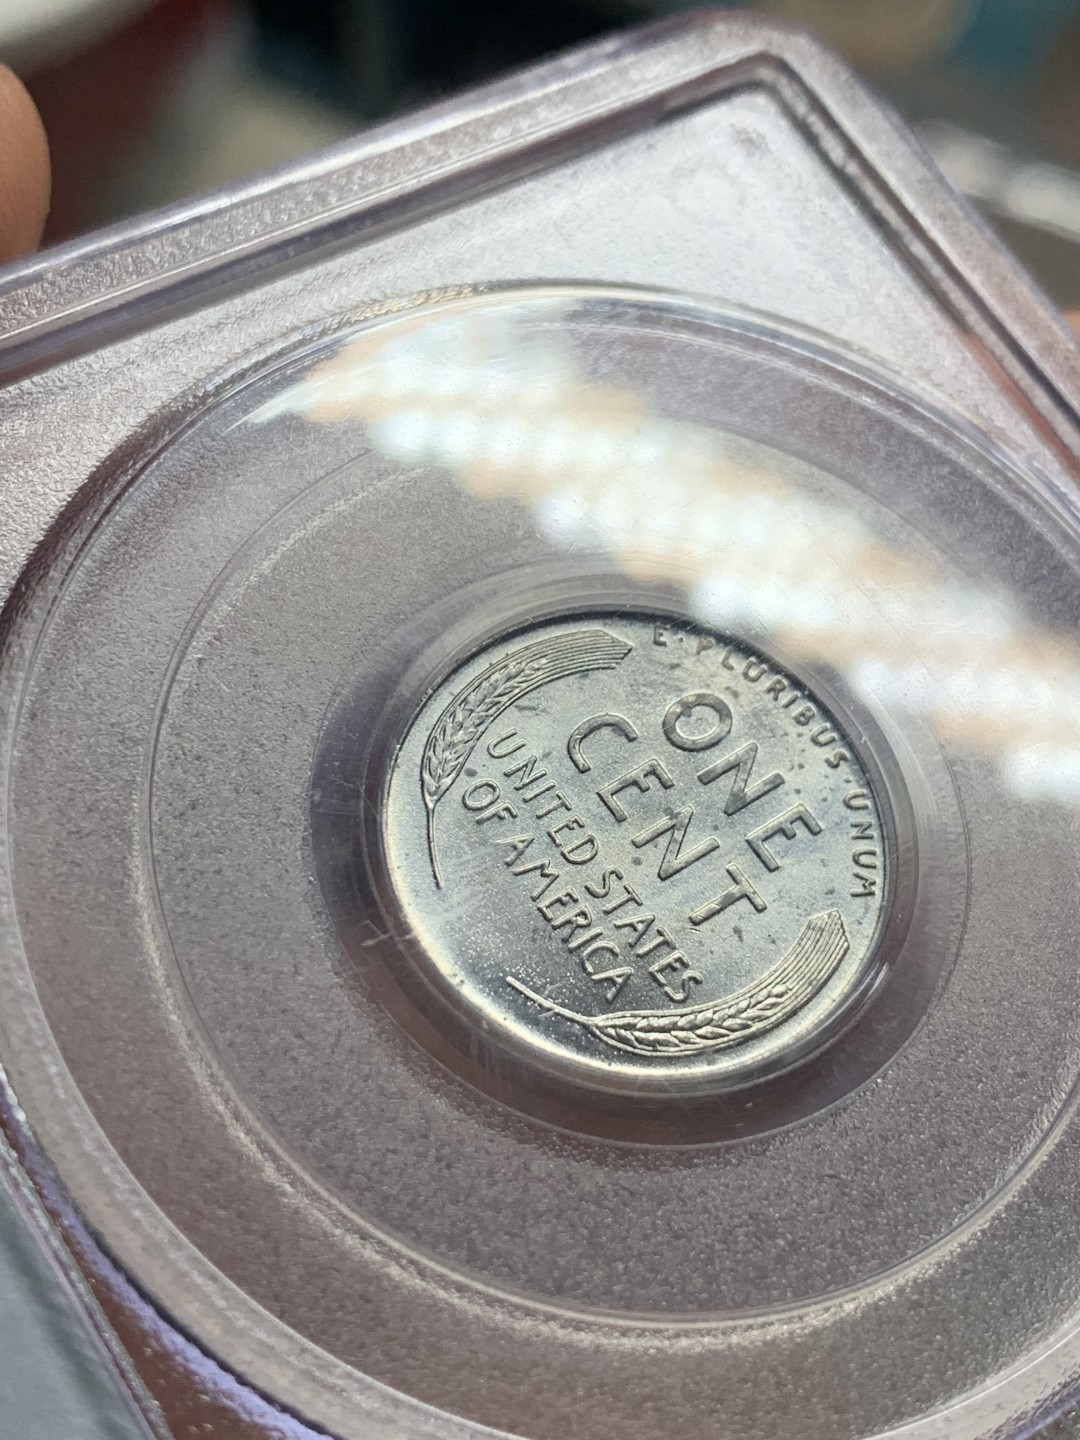 E·PLURIBUS·UNUM
ONE
CENT
UNITED STATES
OF AMERICA